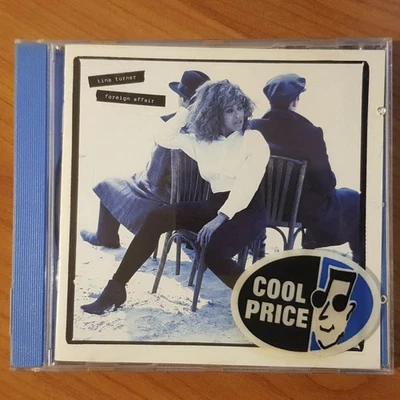 tina turner
foreign affair
COOL
PRICE